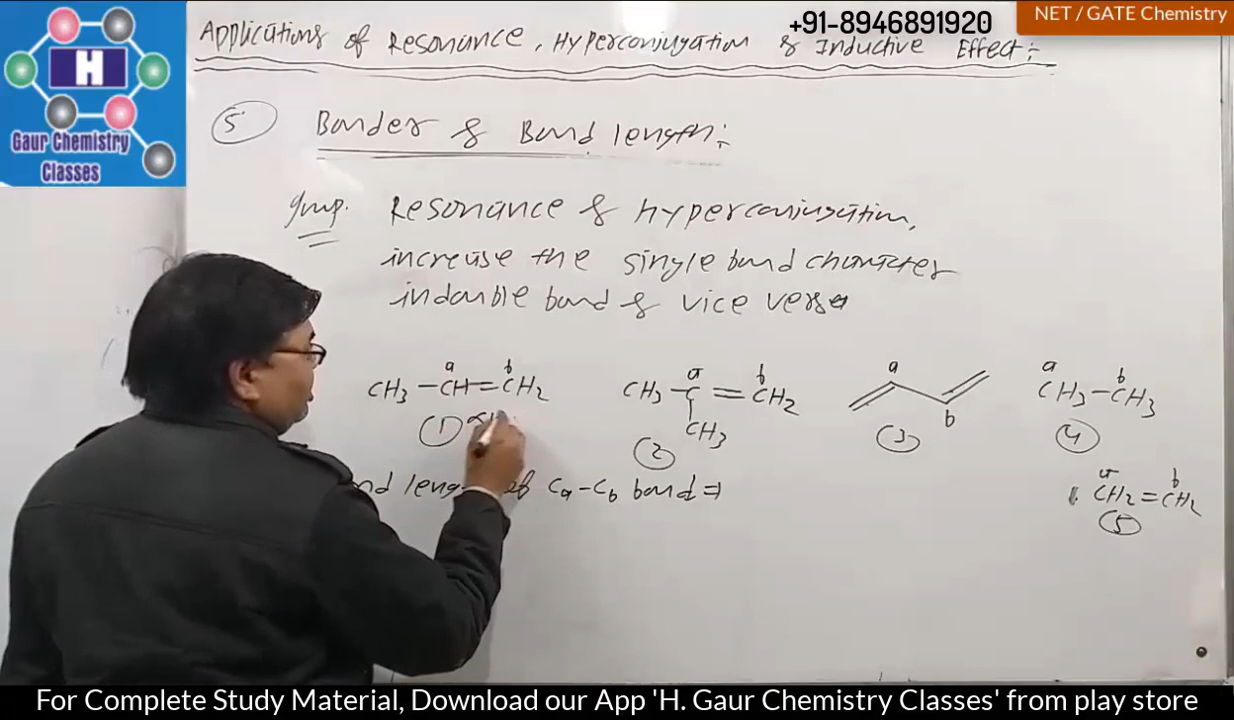 +91-8946891920
NET / GATE Chemistry
Applications of Resonance, Hyperconjugation & Inductive Effect:-
H
Gaur Chemistry
Classes
5 Border & Bond length:-
Imp. Resonance & hyperconjugation,
increase the single bond character
in double bond & vice versa
a b
CH3 - CH = CH2
1 αH
a b
CH3 - C = CH2
CH3
2
a
b
3
a b
CH3 - CH3
4
a b
CH2 = CH2
5
nd leng of Ca-Cb bond ⇒
For Complete Study Material, Download our App 'H. Gaur Chemistry Classes' from play store